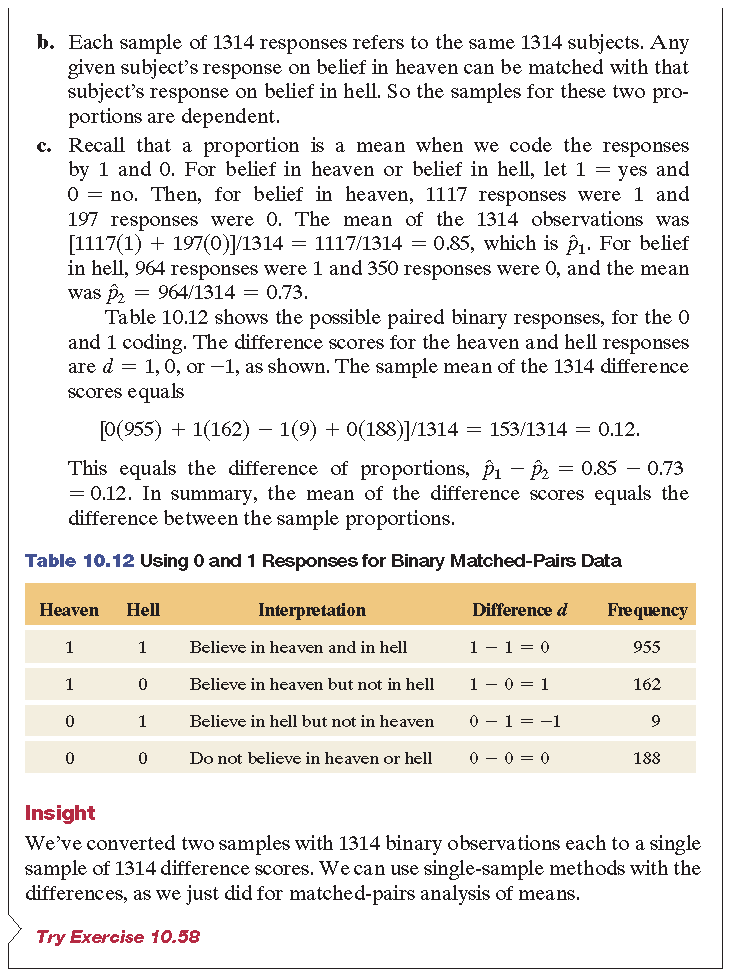 b. Each sample of 1314 responses refers to the same 1314 subjects. Any
given subject's response on belief in heaven can be matched with that
subject's response on belief in hell. So the samples for these two pro-
portions are dependent.
c. Recall that a proportion is a mean when we code the responses
by 1 and 0. For belief in heaven or belief in hell, let 1 = yes and
0 = no. Then, for belief in heaven, 1117 responses were 1 and
197 responses were 0. The mean of the 1314 observations was
[1117(1) + 197(0)]/1314 = 1117/1314 = 0.85, which is p̂₁. For belief
in hell, 964 responses were 1 and 350 responses were 0, and the mean
was p̂₂ = 964/1314 = 0.73.
Table 10.12 shows the possible paired binary responses, for the 0
and 1 coding. The difference scores for the heaven and hell responses
are d = 1, 0, or −1, as shown. The sample mean of the 1314 difference
scores equals
[0(955) + 1(162) − 1(9) + 0(188)]/1314 = 153/1314 = 0.12.
This equals the difference of proportions, p̂₁ − p̂₂ = 0.85 − 0.73
= 0.12. In summary, the mean of the difference scores equals the
difference between the sample proportions.
Table 10.12 Using 0 and 1 Responses for Binary Matched-Pairs Data
Heaven Hell Interpretation Difference d Frequency
1 1 Believe in heaven and in hell 1 − 1 = 0 955
1 0 Believe in heaven but not in hell 1 − 0 = 1 162
0 1 Believe in hell but not in heaven 0 − 1 = −1 9
0 0 Do not believe in heaven or hell 0 − 0 = 0 188
Insight
We've converted two samples with 1314 binary observations each to a single
sample of 1314 difference scores. We can use single-sample methods with the
differences, as we just did for matched-pairs analysis of means.
Try Exercise 10.58